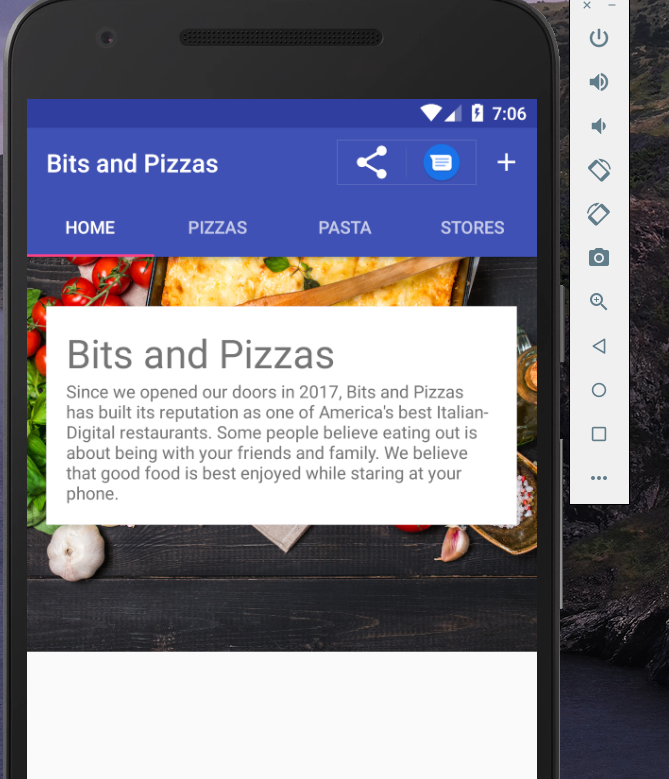 7:06
Bits and Pizzas
HOME PIZZAS PASTA STORES
Bits and Pizzas
Since we opened our doors in 2017, Bits and Pizzas
has built its reputation as one of America's best Italian-
Digital restaurants. Some people believe eating out is
about being with your friends and family. We believe
that good food is best enjoyed while staring at your
phone.